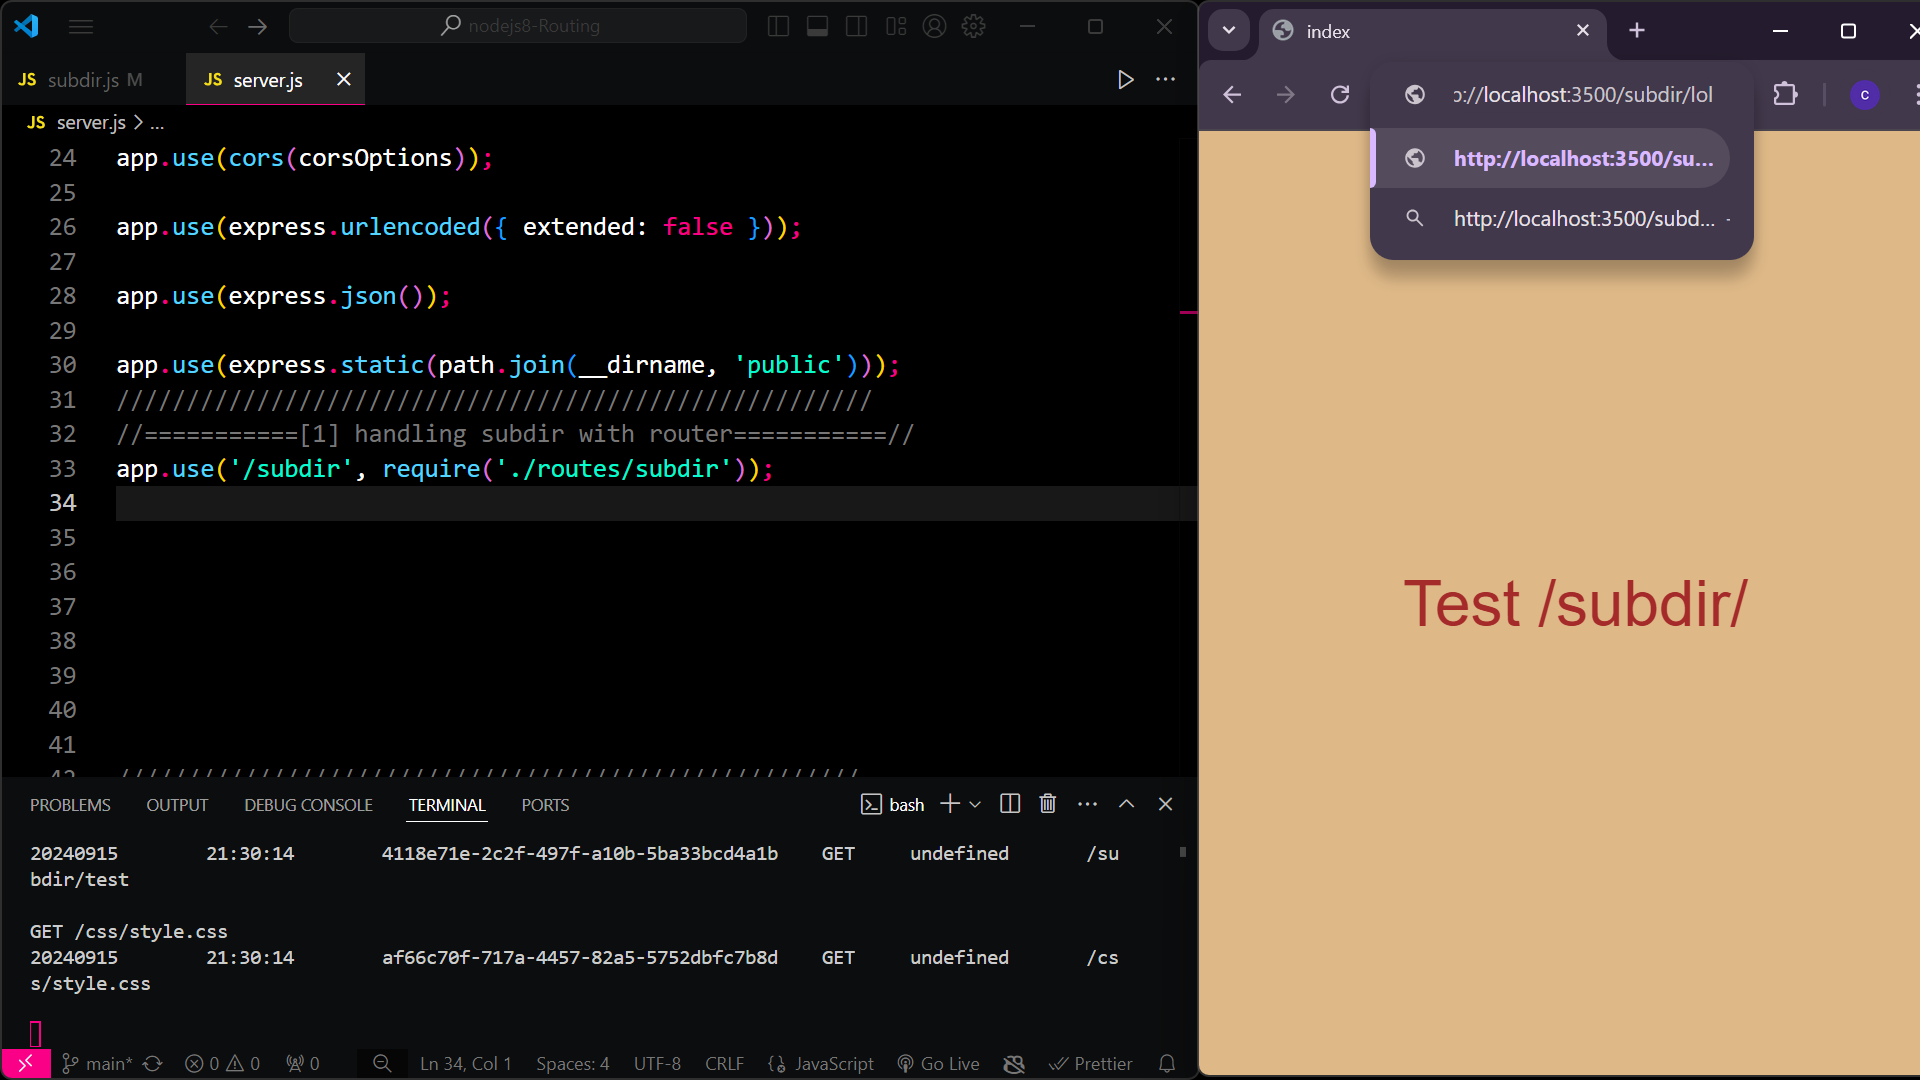 nodejs8-Routing
JS subdir.js M
JS server.js
JS server.js > ...
24 app.use(cors(corsOptions));
25
26 app.use(express.urlencoded({ extended: false }));
27
28 app.use(express.json());
29
30 app.use(express.static(path.join(__dirname, 'public')));
31 //////////////////////////////////////////////////////
32 //===========[1] handling subdir with router===========//
33 app.use('/subdir', require('./routes/subdir'));
34
35
36
37
38
39
40
41
42 /////////////////////////////////////////////////////
PROBLEMS OUTPUT DEBUG CONSOLE TERMINAL PORTS bash
20240915 21:30:14 4118e71e-2c2f-497f-a10b-5ba33bcd4a1b GET undefined /su
bdir/test
GET /css/style.css
20240915 21:30:14 af66c70f-717a-4457-82a5-5752dbfc7b8d GET undefined /cs
s/style.css
main* 0 0 0 Ln 34, Col 1 Spaces: 4 UTF-8 CRLF JavaScript Go Live Prettier
index
://localhost:3500/subdir/lol
c
http://localhost:3500/su...
http://localhost:3500/subd... -
Test /subdir/